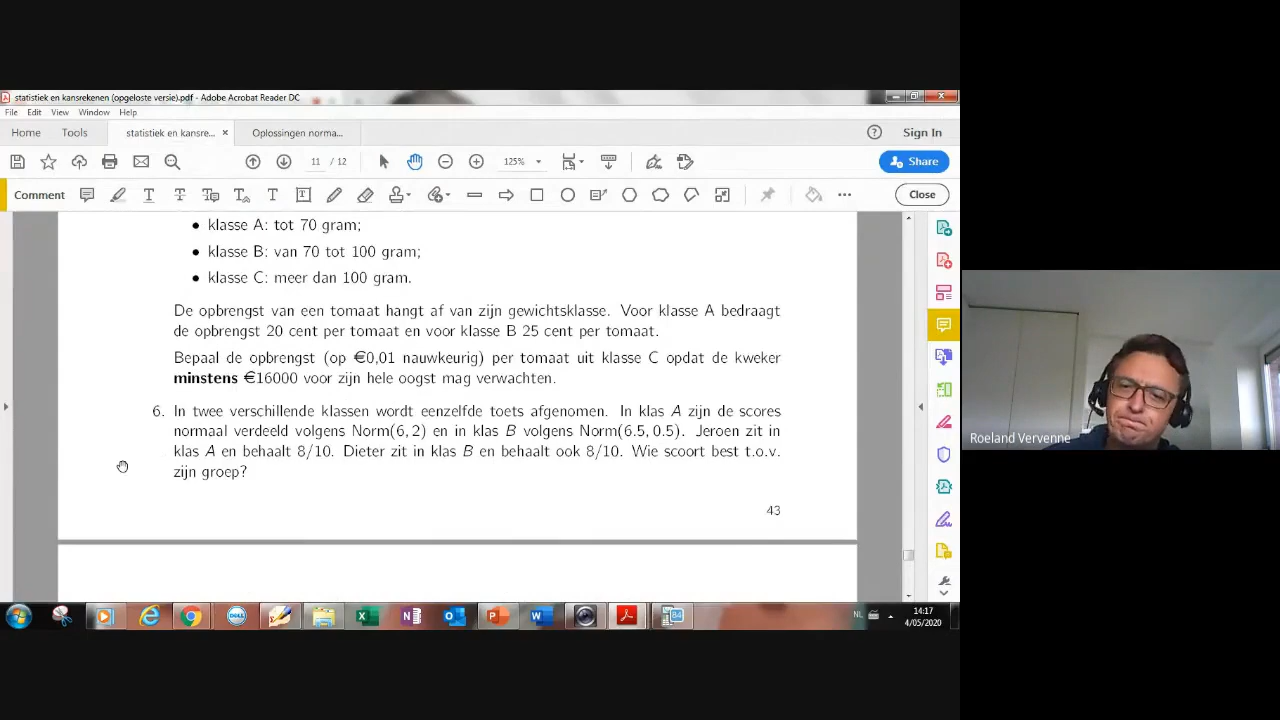 statistiek en kansrekenen (opgeloste versie).pdf - Adobe Acrobat Reader DC
File Edit View Window Help
Home Tools statistiek en kansre... × Oplossingen norma... Sign In
11 / 12 125% Share
Comment Close
• klasse A: tot 70 gram;
• klasse B: van 70 tot 100 gram;
• klasse C: meer dan 100 gram.
De opbrengst van een tomaat hangt af van zijn gewichtsklasse. Voor klasse A bedraagt
de opbrengst 20 cent per tomaat en voor klasse B 25 cent per tomaat.
Bepaal de opbrengst (op €0,01 nauwkeurig) per tomaat uit klasse C opdat de kweker
minstens €16000 voor zijn hele oogst mag verwachten.
6. In twee verschillende klassen wordt eenzelfde toets afgenomen. In klas A zijn de scores
normaal verdeeld volgens Norm(6, 2) en in klas B volgens Norm(6.5, 0.5). Jeroen zit in
klas A en behaalt 8/10. Dieter zit in klas B en behaalt ook 8/10. Wie scoort best t.o.v.
zijn groep?
43
Roeland Vervenne
NL 14:17
4/05/2020